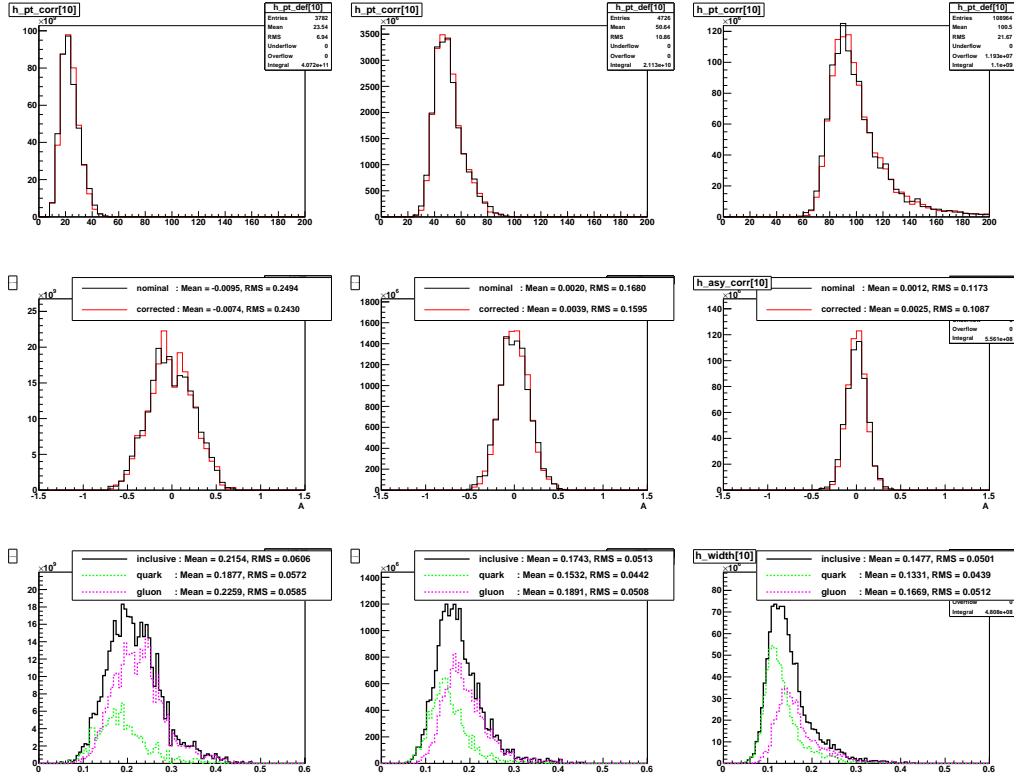 h_pt_corr[10]
×10⁹
h_pt_def[10]
Entries 3782
Mean 23.54
RMS 6.94
Underflow 0
Overflow 0
Integral 4.072e+11
100
80
60
40
20
0
0 20 40 60 80 100 120 140 160 180 200
h_pt_corr[10]
×10⁶
h_pt_def[10]
Entries 4726
Mean 50.64
RMS 10.86
Underflow 0
Overflow 0
Integral 2.113e+10
3500
3000
2500
2000
1500
1000
500
0
0 20 40 60 80 100 120 140 160 180 200
h_pt_corr[10]
×10⁶
h_pt_def[10]
Entries 108964
Mean 100.5
RMS 21.67
Underflow 0
Overflow 1.193e+07
Integral 1.1e+09
120
100
80
60
40
20
0
0 20 40 60 80 100 120 140 160 180 200
nominal : Mean = -0.0095, RMS = 0.2494
corrected : Mean = -0.0074, RMS = 0.2430
×10⁹
25
20
15
10
5
0
-1.5 -1 -0.5 0 0.5 1 1.5
A
nominal : Mean = 0.0020, RMS = 0.1680
corrected : Mean = 0.0039, RMS = 0.1595
×10⁶
1800
1600
1400
1200
1000
800
600
400
200
0
-1.5 -1 -0.5 0 0.5 1 1.5
A
h_asy_corr[10]
nominal : Mean = 0.0012, RMS = 0.1173
corrected : Mean = 0.0025, RMS = 0.1087
Overflow 0
Integral 5.561e+08
140
120
100
80
60
40
20
0
-1.5 -1 -0.5 0 0.5 1 1.5
A
inclusive : Mean = 0.2154, RMS = 0.0606
quark : Mean = 0.1877, RMS = 0.0572
gluon : Mean = 0.2259, RMS = 0.0585
×10⁹
20
18
16
14
12
10
8
6
4
2
0
0 0.1 0.2 0.3 0.4 0.5 0.6
inclusive : Mean = 0.1743, RMS = 0.0513
quark : Mean = 0.1532, RMS = 0.0442
gluon : Mean = 0.1891, RMS = 0.0508
×10⁶
1400
1200
1000
800
600
400
200
0
0 0.1 0.2 0.3 0.4 0.5 0.6
h_width[10]
inclusive : Mean = 0.1477, RMS = 0.0501
quark : Mean = 0.1331, RMS = 0.0439
gluon : Mean = 0.1669, RMS = 0.0512
Overflow 0
Integral 4.808e+08
90
80
70
60
50
40
30
20
10
0
0 0.1 0.2 0.3 0.4 0.5 0.6